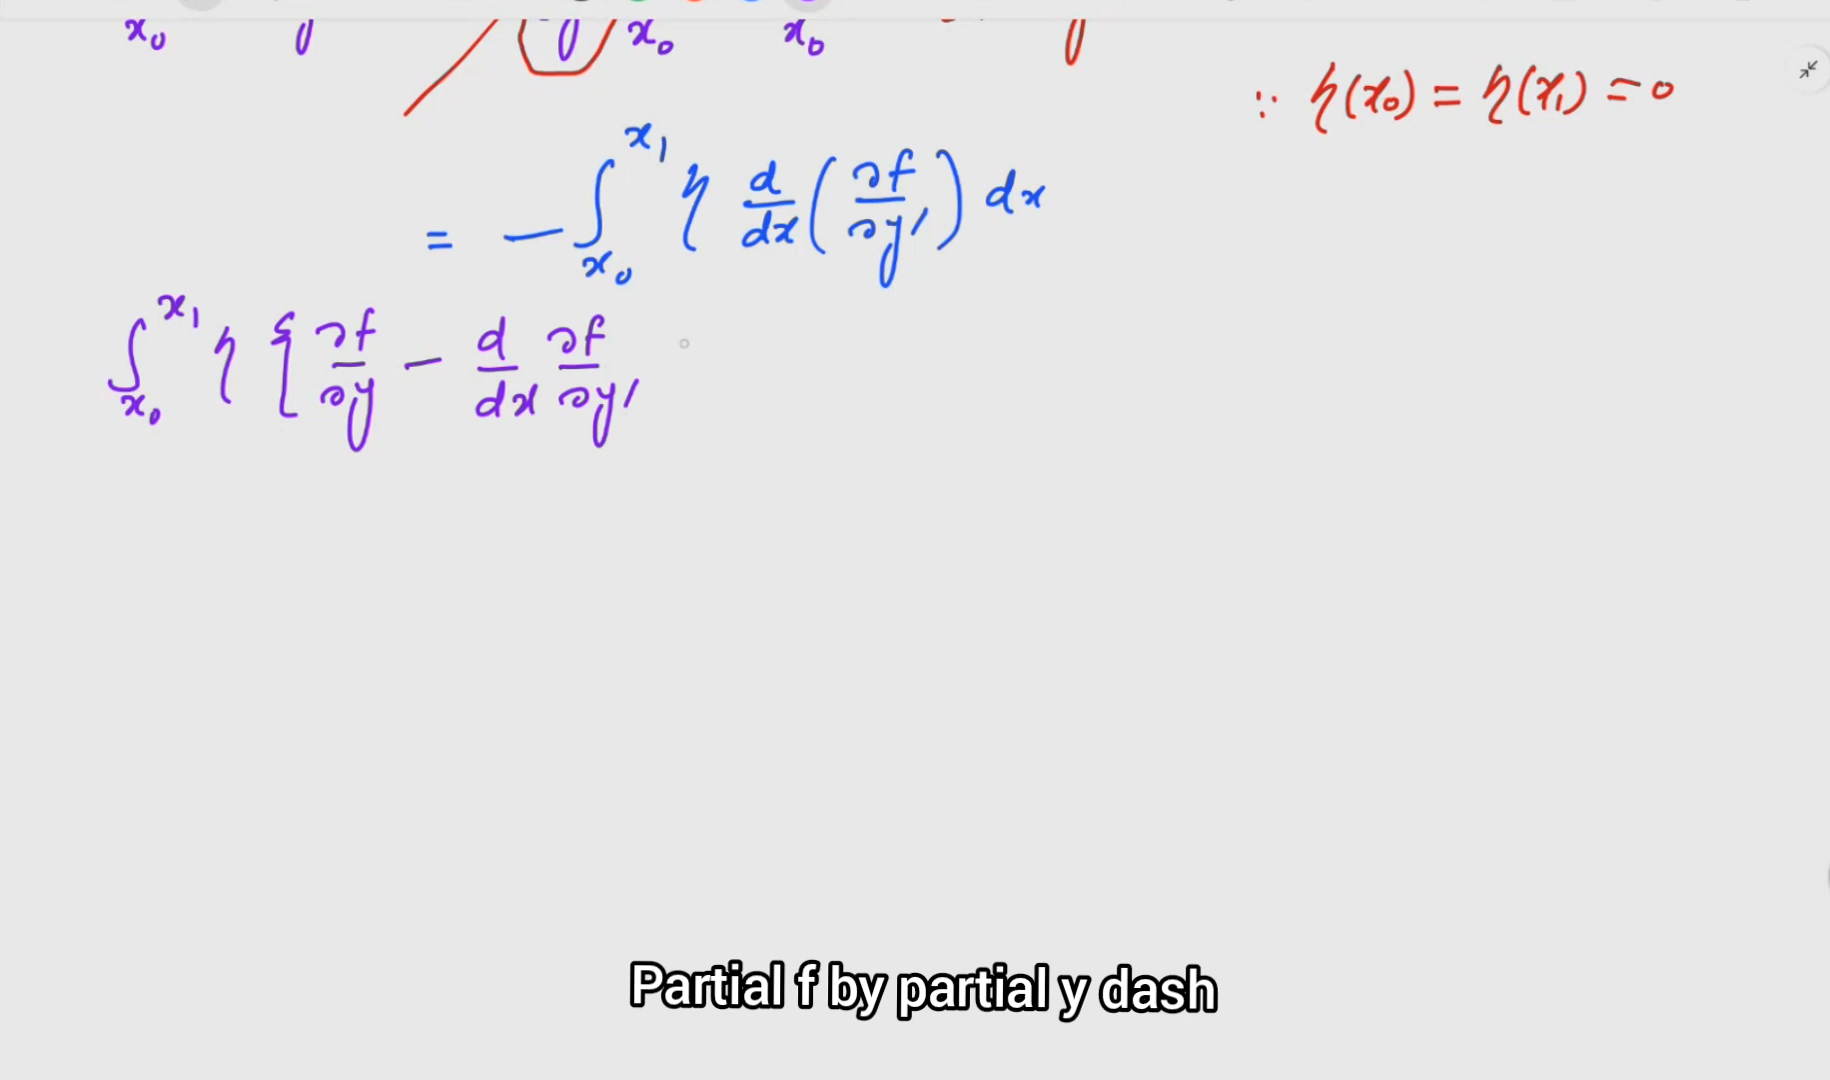 x₀ y x₀ x₀ y
∵ η(x₀) = η(x₁) = 0
= − ∫_{x₀}^{x₁} η d/dx (∂f/∂y′) dx
∫_{x₀}^{x₁} η { ∂f/∂y − d/dx ∂f/∂y′
Partial f by partial y dash